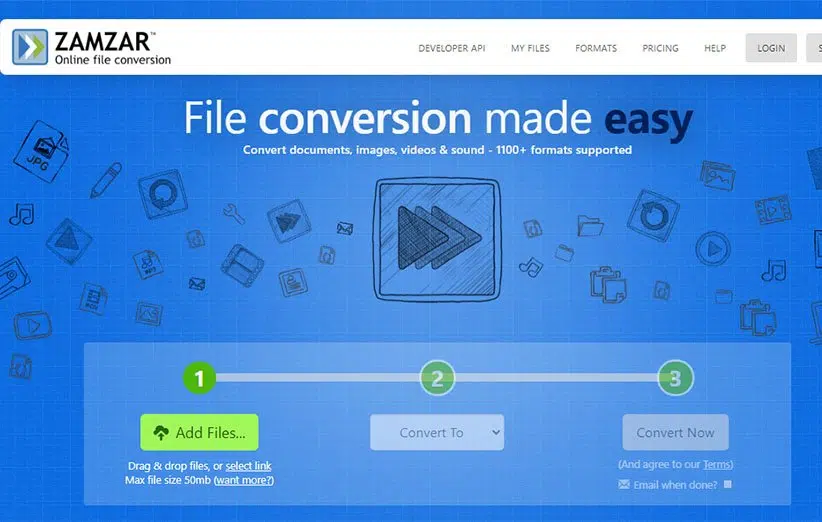 ZAMZAR™
Online file conversion
DEVELOPER API
MY FILES
FORMATS
PRICING
HELP
LOGIN
S
File conversion made easy
Convert documents, images, videos & sound - 1100+ formats supported
JPG
1
2
3
Add Files...
Convert To
Convert Now
Drag & drop files, or select link
Max file size 50mb (want more?)
(And agree to our Terms)
Email when done?